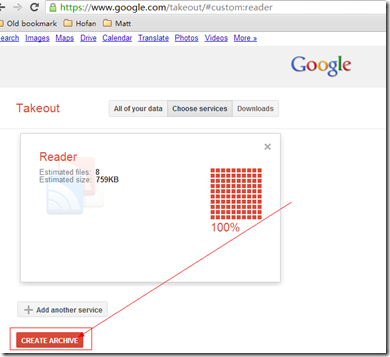 https://www.google.com/takeout/#custom:reader
Old bookmark Hofan Matt
earch Images Maps Drive Calendar Translate Photos Videos More »
Google
Takeout All of your data Choose services Downloads
Reader
Estimated files: 8
Estimated size: 759KB
100%
Add another service
CREATE ARCHIVE